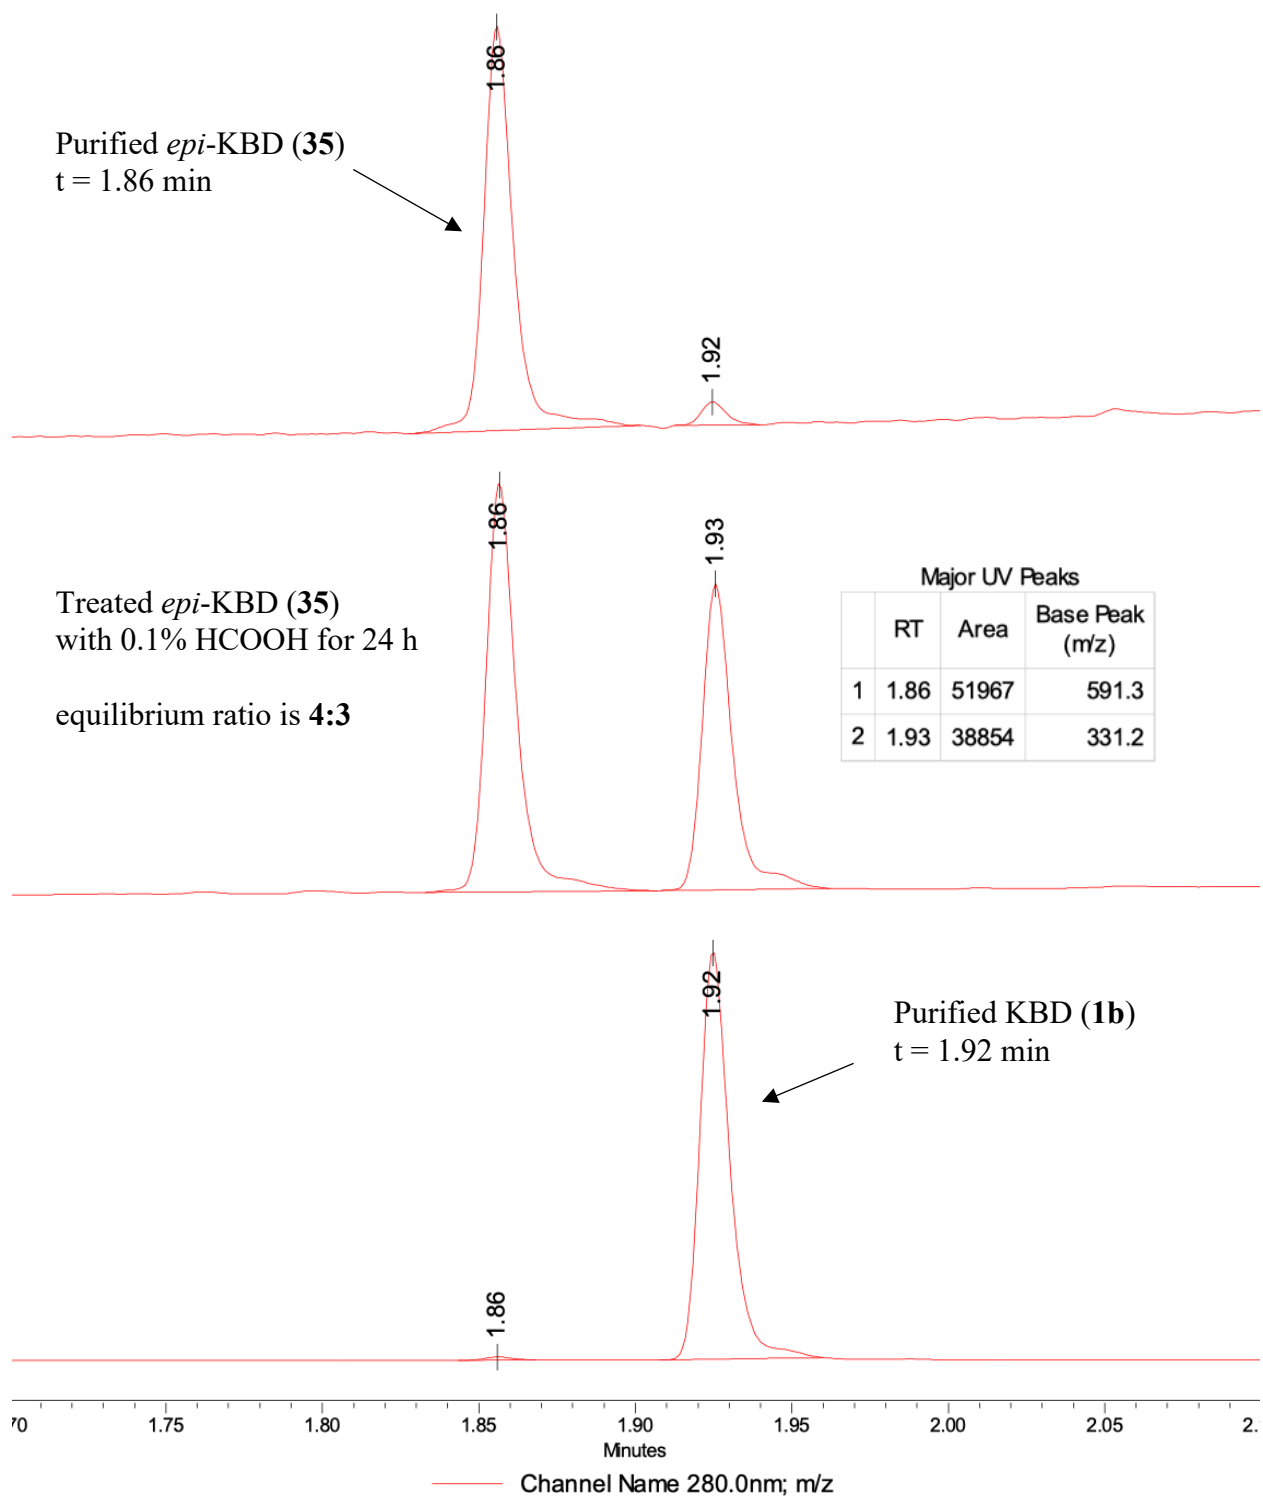 1.86
Purified epi-KBD (35)
t = 1.86 min
1.92
1.86
1.93
Treated epi-KBD (35)
with 0.1% HCOOH for 24 h
equilibrium ratio is 4:3
Major UV Peaks
RT Area Base Peak (m/z)
1 1.86 51967 591.3
2 1.93 38854 331.2
1.92
Purified KBD (1b)
t = 1.92 min
1.86
70 1.75 1.80 1.85 1.90 1.95 2.00 2.05 2.
Minutes
Channel Name 280.0nm; m/z